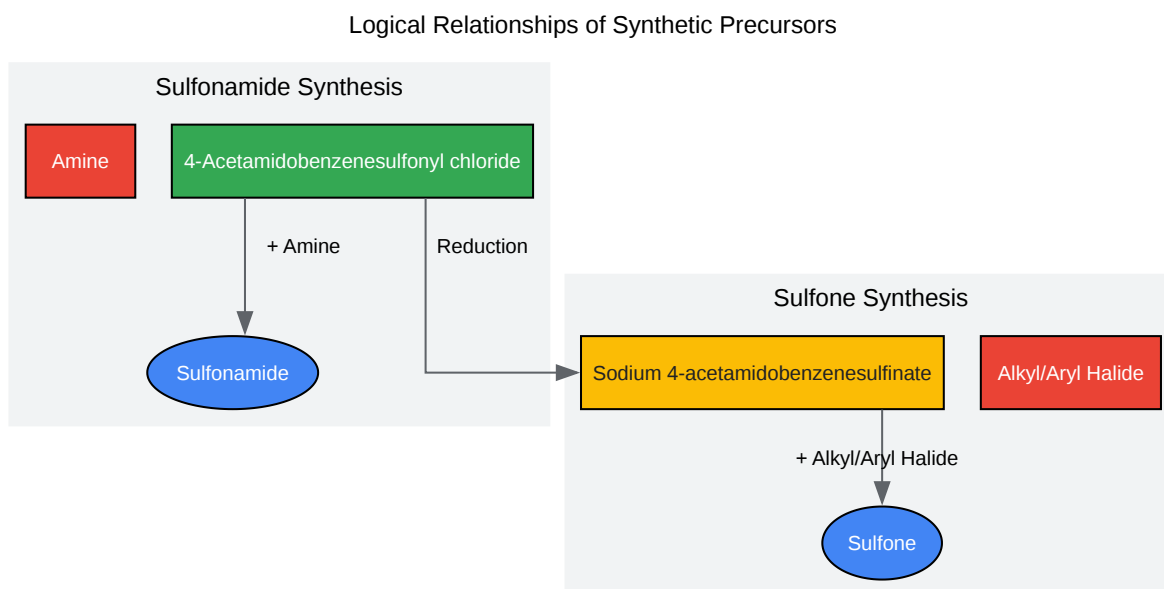 Logical Relationships of Synthetic Precursors
Sulfonamide Synthesis
Amine
4-Acetamidobenzenesulfonyl chloride
+ Amine
Reduction
Sulfone Synthesis
Sulfonamide
Sodium 4-acetamidobenzenesulfinate
Alkyl/Aryl Halide
+ Alkyl/Aryl Halide
Sulfone